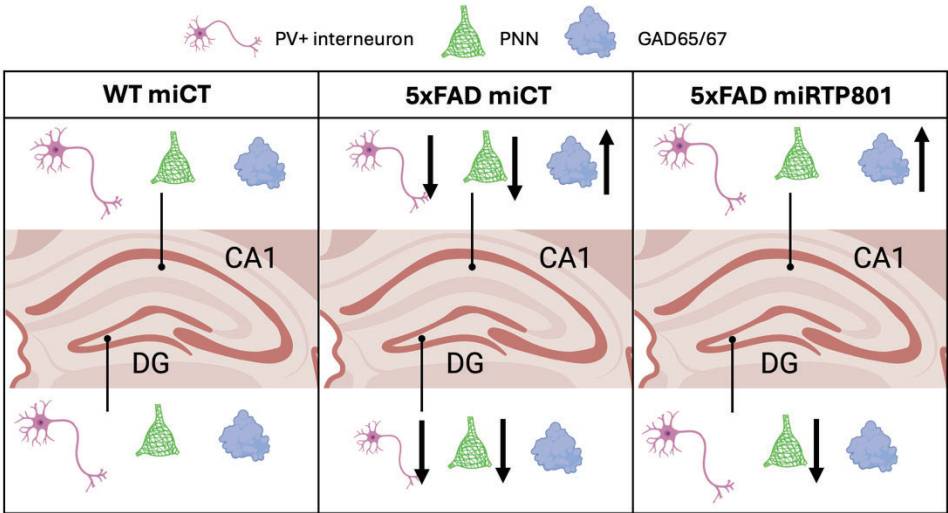 PV+ interneuron PNN GAD65/67
WT miCT 5xFAD miCT 5xFAD miRTP801
CA1 CA1 CA1
DG DG DG